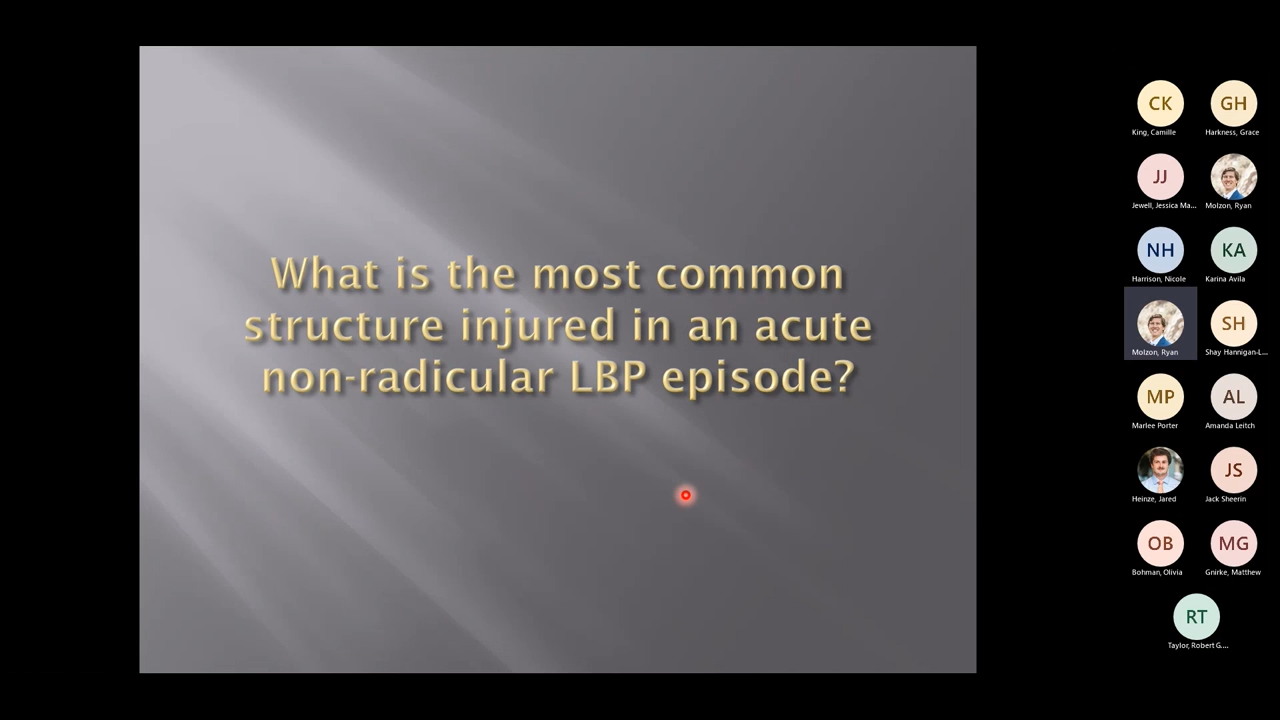 What is the most common
structure injured in an acute
non-radicular LBP episode?
CK
King, Camille
GH
Harkness, Grace
JJ
Jewell, Jessica Ma...
Molzon, Ryan
NH
Harrison, Nicole
KA
Karina Avila
Molzon, Ryan
SH
Shay Hannigan-L...
MP
Marlee Porter
AL
Amanda Leitch
Heinze, Jared
JS
Jack Sheerin
OB
Bohman, Olivia
MG
Gnirke, Matthew
RT
Taylor, Robert G....